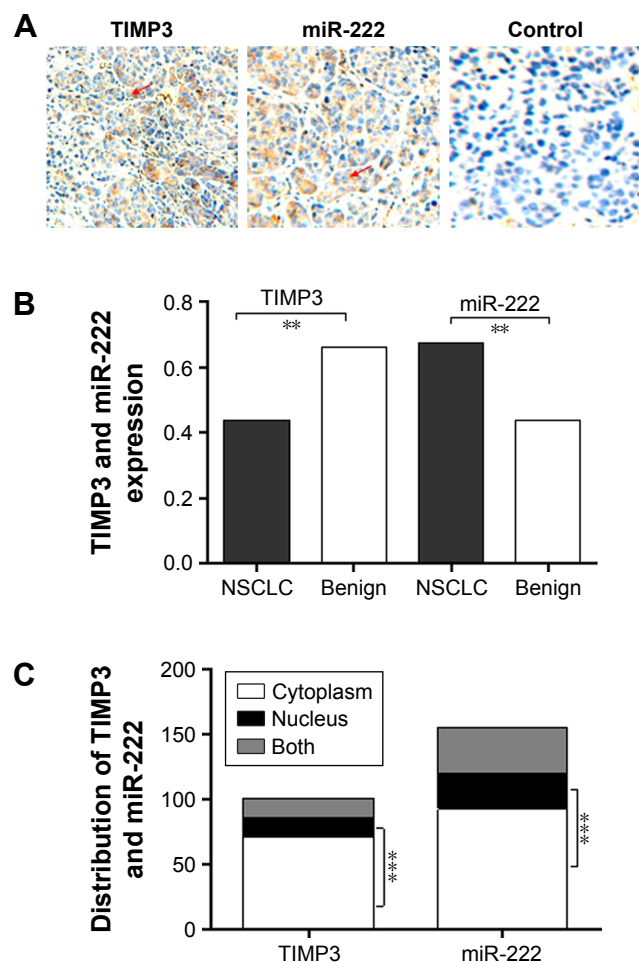 A
TIMP3
miR-222
Control
B
TIMP3 and miR-222
expression
0.8
0.6
0.4
0.2
0.0
TIMP3
**
miR-222
**
NSCLC
Benign
NSCLC
Benign
C
Distribution of TIMP3
and miR-222
200
150
100
50
0
Cytoplasm
Nucleus
Both
***
***
TIMP3
miR-222